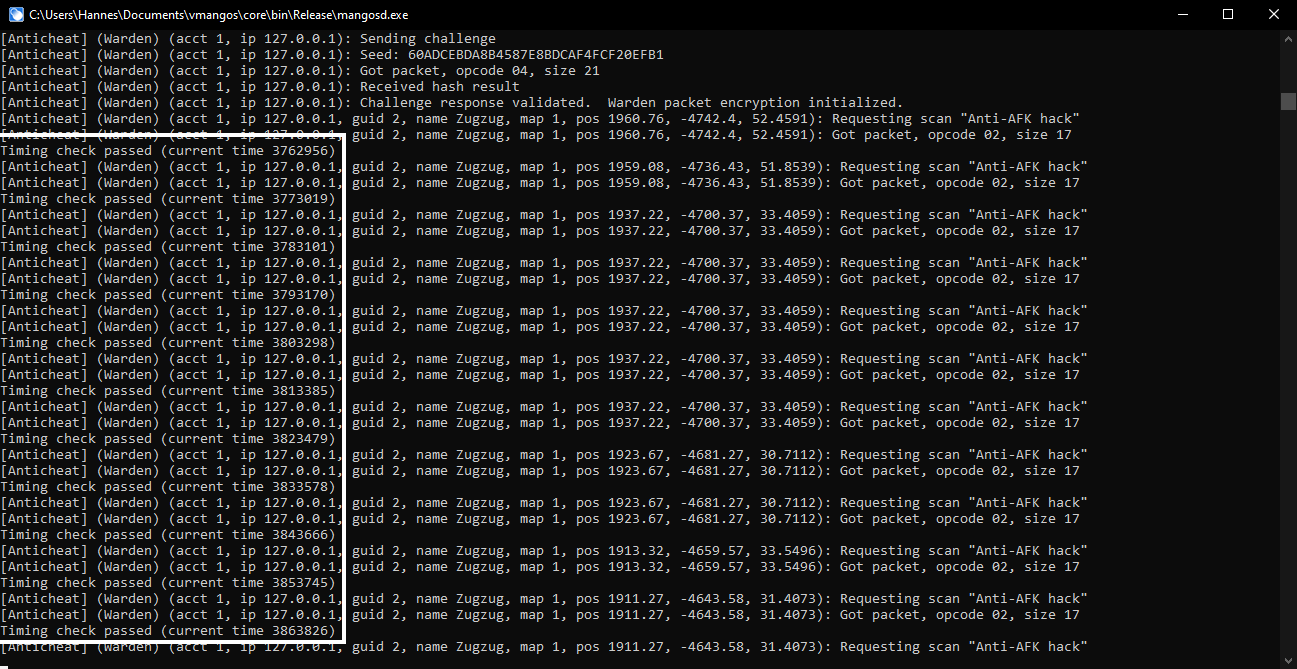 C:\Users\Hannes\Documents\vmangos\core\bin\Release\mangosd.exe
[Anticheat] (Warden) (acct 1, ip 127.0.0.1): Sending challenge
[Anticheat] (Warden) (acct 1, ip 127.0.0.1): Seed: 60ADCEBDA8B4587E8BDCAF4FCF20EFB1
[Anticheat] (Warden) (acct 1, ip 127.0.0.1): Got packet, opcode 04, size 21
[Anticheat] (Warden) (acct 1, ip 127.0.0.1): Received hash result
[Anticheat] (Warden) (acct 1, ip 127.0.0.1): Challenge response validated.  Warden packet encryption initialized.
[Anticheat] (Warden) (acct 1, ip 127.0.0.1, guid 2, name Zugzug, map 1, pos 1960.76, -4742.4, 52.4591): Requesting scan "Anti-AFK hack"
[Anticheat] (Warden) (acct 1, ip 127.0.0.1, guid 2, name Zugzug, map 1, pos 1960.76, -4742.4, 52.4591): Got packet, opcode 02, size 17
Timing check passed (current time 3762956)
[Anticheat] (Warden) (acct 1, ip 127.0.0.1, guid 2, name Zugzug, map 1, pos 1959.08, -4736.43, 51.8539): Requesting scan "Anti-AFK hack"
[Anticheat] (Warden) (acct 1, ip 127.0.0.1, guid 2, name Zugzug, map 1, pos 1959.08, -4736.43, 51.8539): Got packet, opcode 02, size 17
Timing check passed (current time 3773019)
[Anticheat] (Warden) (acct 1, ip 127.0.0.1, guid 2, name Zugzug, map 1, pos 1937.22, -4700.37, 33.4059): Requesting scan "Anti-AFK hack"
[Anticheat] (Warden) (acct 1, ip 127.0.0.1, guid 2, name Zugzug, map 1, pos 1937.22, -4700.37, 33.4059): Got packet, opcode 02, size 17
Timing check passed (current time 3783101)
[Anticheat] (Warden) (acct 1, ip 127.0.0.1, guid 2, name Zugzug, map 1, pos 1937.22, -4700.37, 33.4059): Requesting scan "Anti-AFK hack"
[Anticheat] (Warden) (acct 1, ip 127.0.0.1, guid 2, name Zugzug, map 1, pos 1937.22, -4700.37, 33.4059): Got packet, opcode 02, size 17
Timing check passed (current time 3793170)
[Anticheat] (Warden) (acct 1, ip 127.0.0.1, guid 2, name Zugzug, map 1, pos 1937.22, -4700.37, 33.4059): Requesting scan "Anti-AFK hack"
[Anticheat] (Warden) (acct 1, ip 127.0.0.1, guid 2, name Zugzug, map 1, pos 1937.22, -4700.37, 33.4059): Got packet, opcode 02, size 17
Timing check passed (current time 3803298)
[Anticheat] (Warden) (acct 1, ip 127.0.0.1, guid 2, name Zugzug, map 1, pos 1937.22, -4700.37, 33.4059): Requesting scan "Anti-AFK hack"
[Anticheat] (Warden) (acct 1, ip 127.0.0.1, guid 2, name Zugzug, map 1, pos 1937.22, -4700.37, 33.4059): Got packet, opcode 02, size 17
Timing check passed (current time 3813385)
[Anticheat] (Warden) (acct 1, ip 127.0.0.1, guid 2, name Zugzug, map 1, pos 1937.22, -4700.37, 33.4059): Requesting scan "Anti-AFK hack"
[Anticheat] (Warden) (acct 1, ip 127.0.0.1, guid 2, name Zugzug, map 1, pos 1937.22, -4700.37, 33.4059): Got packet, opcode 02, size 17
Timing check passed (current time 3823479)
[Anticheat] (Warden) (acct 1, ip 127.0.0.1, guid 2, name Zugzug, map 1, pos 1923.67, -4681.27, 30.7112): Requesting scan "Anti-AFK hack"
[Anticheat] (Warden) (acct 1, ip 127.0.0.1, guid 2, name Zugzug, map 1, pos 1923.67, -4681.27, 30.7112): Got packet, opcode 02, size 17
Timing check passed (current time 3833578)
[Anticheat] (Warden) (acct 1, ip 127.0.0.1, guid 2, name Zugzug, map 1, pos 1923.67, -4681.27, 30.7112): Requesting scan "Anti-AFK hack"
[Anticheat] (Warden) (acct 1, ip 127.0.0.1, guid 2, name Zugzug, map 1, pos 1923.67, -4681.27, 30.7112): Got packet, opcode 02, size 17
Timing check passed (current time 3843666)
[Anticheat] (Warden) (acct 1, ip 127.0.0.1, guid 2, name Zugzug, map 1, pos 1913.32, -4659.57, 33.5496): Requesting scan "Anti-AFK hack"
[Anticheat] (Warden) (acct 1, ip 127.0.0.1, guid 2, name Zugzug, map 1, pos 1913.32, -4659.57, 33.5496): Got packet, opcode 02, size 17
Timing check passed (current time 3853745)
[Anticheat] (Warden) (acct 1, ip 127.0.0.1, guid 2, name Zugzug, map 1, pos 1911.27, -4643.58, 31.4073): Requesting scan "Anti-AFK hack"
[Anticheat] (Warden) (acct 1, ip 127.0.0.1, guid 2, name Zugzug, map 1, pos 1911.27, -4643.58, 31.4073): Got packet, opcode 02, size 17
Timing check passed (current time 3863826)
[Anticheat] (Warden) (acct 1, ip 127.0.0.1, guid 2, name Zugzug, map 1, pos 1911.27, -4643.58, 31.4073): Requesting scan "Anti-AFK hack"